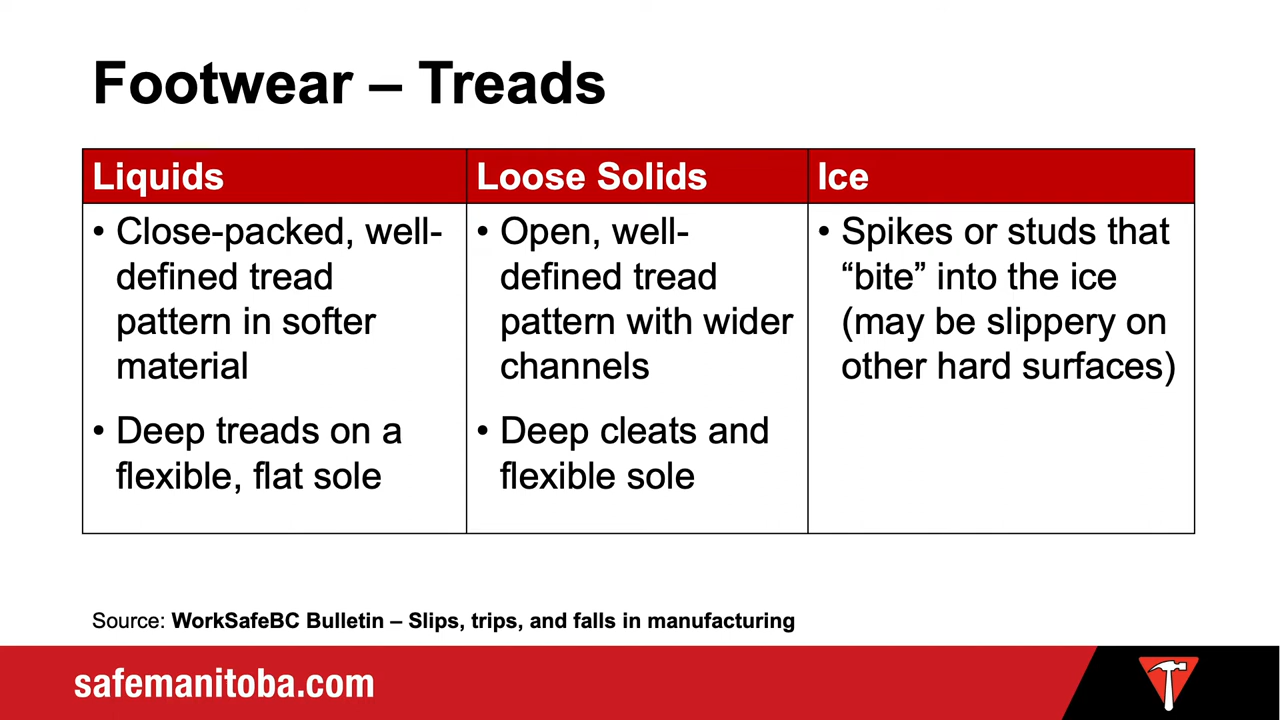 Footwear – Treads
Liquids
• Close-packed, well-
defined tread
pattern in softer
material
• Deep treads on a
flexible, flat sole
Loose Solids
• Open, well-
defined tread
pattern with wider
channels
• Deep cleats and
flexible sole
Ice
• Spikes or studs that
“bite” into the ice
(may be slippery on
other hard surfaces)
Source: WorkSafeBC Bulletin – Slips, trips, and falls in manufacturing
safemanitoba.com